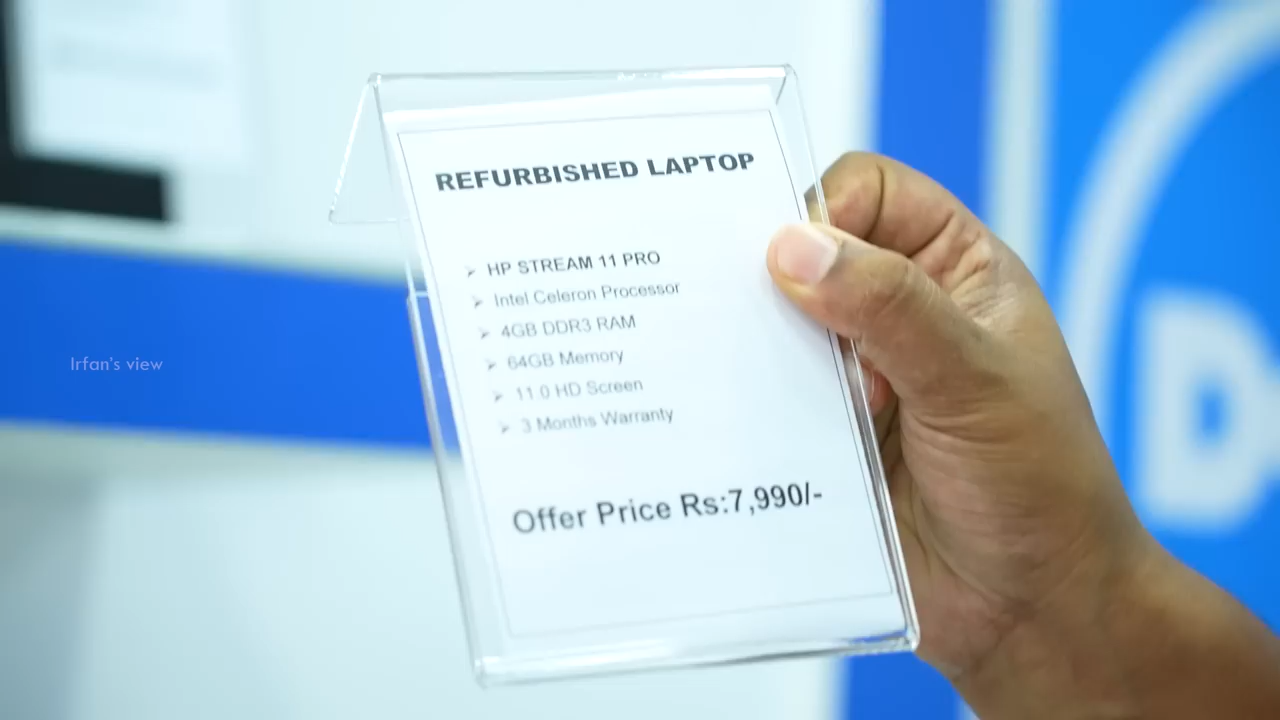 REFURBISHED LAPTOP
➢ HP STREAM 11 PRO
➢ Intel Celeron Processor
➢ 4GB DDR3 RAM
➢ 64GB Memory
➢ 11.0 HD Screen
➢ 3 Months Warranty
Offer Price Rs:7,990/-
Irfan's view